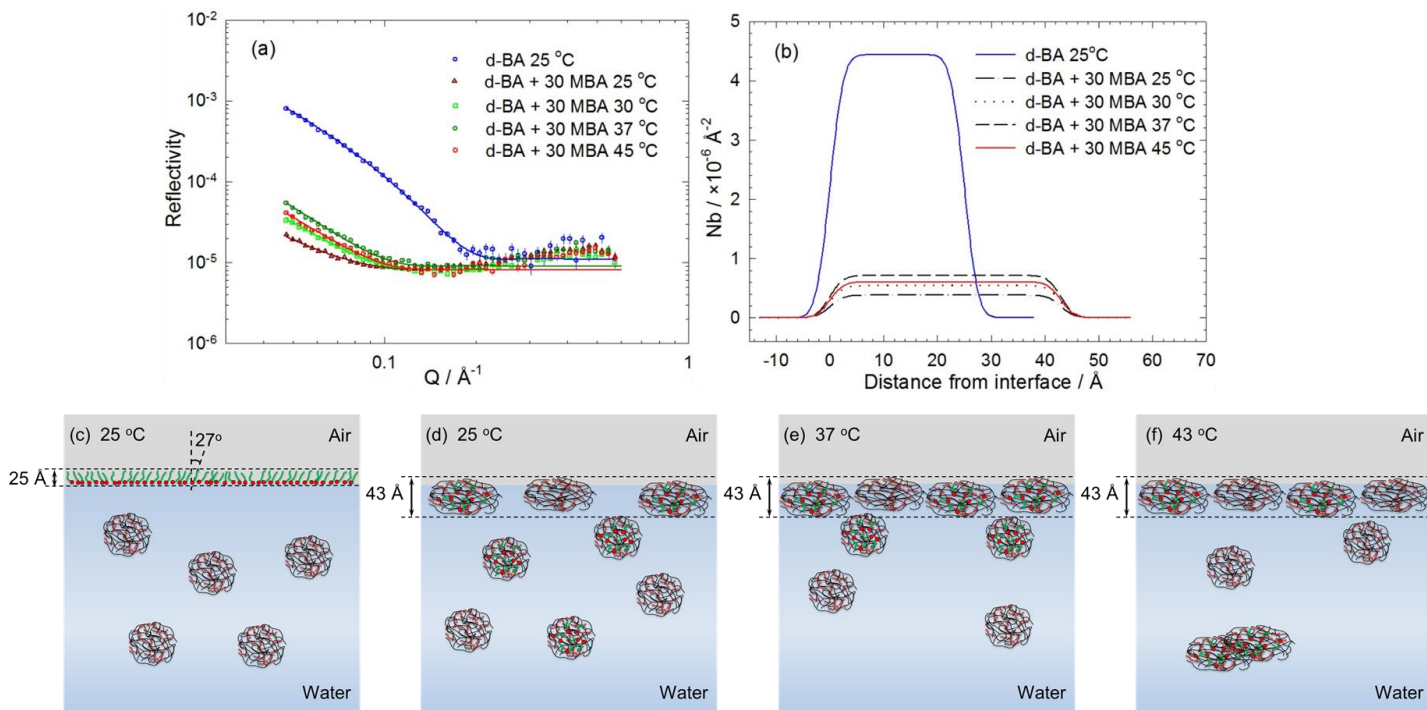 (a)
d-BA 25 °C
d-BA + 30 MBA 25 °C
d-BA + 30 MBA 30 °C
d-BA + 30 MBA 37 °C
d-BA + 30 MBA 45 °C
10⁻²
10⁻³
10⁻⁴
10⁻⁵
10⁻⁶
Reflectivity
0.1
1
Q / Å⁻¹
(b)
d-BA 25°C
d-BA + 30 MBA 25 °C
d-BA + 30 MBA 30 °C
d-BA + 30 MBA 37 °C
d-BA + 30 MBA 45 °C
5
4
3
2
1
0
Nb / ×10⁻⁶ Å⁻²
-10 0 10 20 30 40 50 60 70
Distance from interface / Å
(c) 25 °C
27°
Air
25 Å
Water
(d) 25 °C
Air
43 Å
Water
(e) 37 °C
Air
43 Å
Water
(f) 43 °C
Air
43 Å
Water